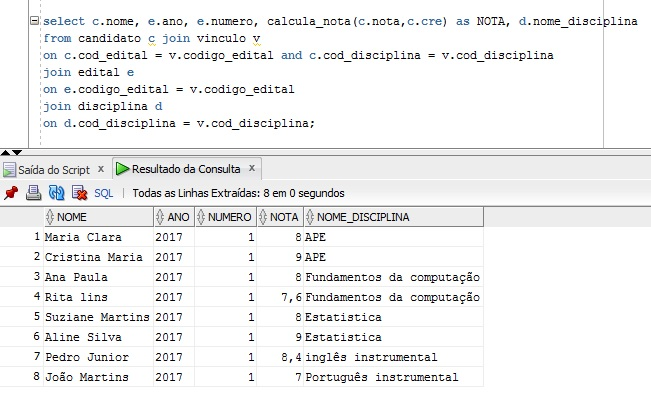 select c.nome, e.ano, e.numero, calcula_nota(c.nota,c.cre) as NOTA, d.nome_disciplina
from candidato c join vinculo v
on c.cod_edital = v.codigo_edital and c.cod_disciplina = v.cod_disciplina
join edital e
on e.codigo_edital = v.codigo_edital
join disciplina d
on d.cod_disciplina = v.cod_disciplina;
Saída do Script x Resultado da Consulta x
SQL | Todas as Linhas Extraídas: 8 em 0 segundos
NOME ANO NUMERO NOTA NOME_DISCIPLINA
1 Maria Clara 2017 1 8 APE
2 Cristina Maria 2017 1 9 APE
3 Ana Paula 2017 1 8 Fundamentos da computação
4 Rita lins 2017 1 7,6 Fundamentos da computação
5 Suziane Martins 2017 1 8 Estatistica
6 Aline Silva 2017 1 9 Estatistica
7 Pedro Junior 2017 1 8,4 inglês instrumental
8 João Martins 2017 1 7 Português instrumental